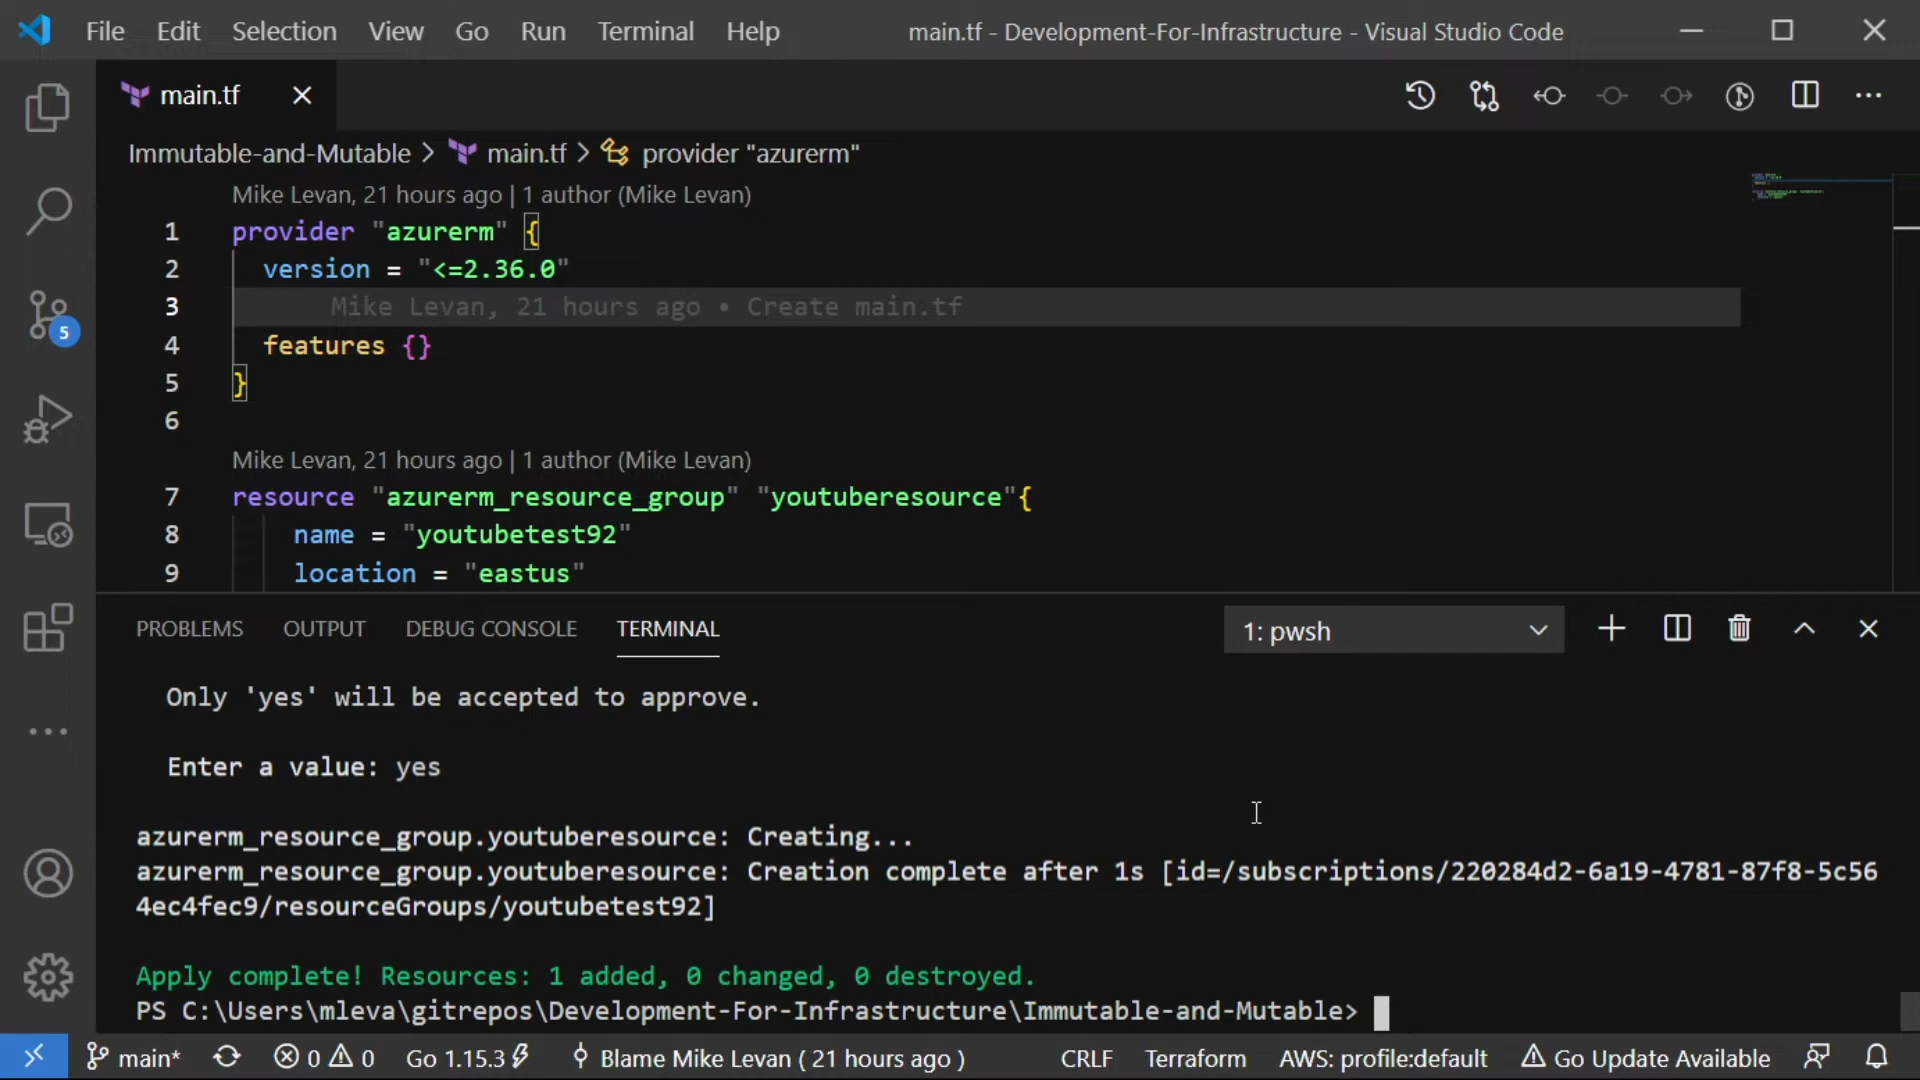 File Edit Selection View Go Run Terminal Help main.tf - Development-For-Infrastructure - Visual Studio Code
main.tf
Immutable-and-Mutable > main.tf > provider "azurerm"
Mike Levan, 21 hours ago | 1 author (Mike Levan)
1 provider "azurerm" {
2 version = "<=2.36.0"
3 Mike Levan, 21 hours ago • Create main.tf
4 features {}
5 }
6
Mike Levan, 21 hours ago | 1 author (Mike Levan)
7 resource "azurerm_resource_group" "youtuberesource"{
8 name = "youtubetest92"
9 location = "eastus"
5
PROBLEMS OUTPUT DEBUG CONSOLE TERMINAL 1: pwsh
Only 'yes' will be accepted to approve.
Enter a value: yes
azurerm_resource_group.youtuberesource: Creating...
azurerm_resource_group.youtuberesource: Creation complete after 1s [id=/subscriptions/220284d2-6a19-4781-87f8-5c56
4ec4fec9/resourceGroups/youtubetest92]
Apply complete! Resources: 1 added, 0 changed, 0 destroyed.
PS C:\Users\mleva\gitrepos\Development-For-Infrastructure\Immutable-and-Mutable>
main* 0 0 Go 1.15.3 Blame Mike Levan ( 21 hours ago ) CRLF Terraform AWS: profile:default Go Update Available